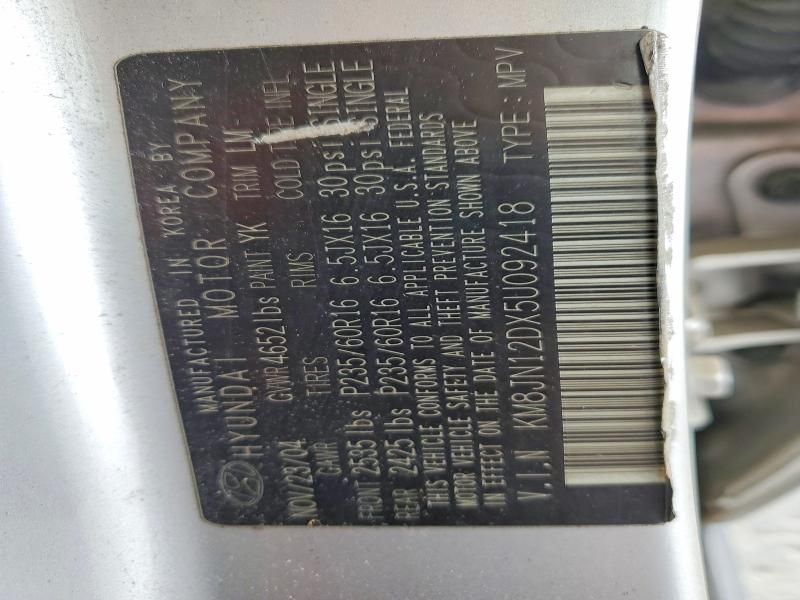 MANUFACTURED IN KOREA BY
HYUNDAI MOTOR COMPANY
NOV/23/04 GVWR 4652 lbs PAINT YK TRIM LM
GAWR TIRES RIMS COLD TIRE INFL
FRONT 2535 lbs P235/60R16 6.5JX16 30psi SINGLE
REAR 2425 lbs P235/60R16 6.5JX16 30psi SINGLE
THIS VEHICLE CONFORMS TO ALL APPLICABLE U.S.A. FEDERAL
MOTOR VEHICLE SAFETY AND THEFT PREVENTION STANDARDS
IN EFFECT ON THE DATE OF MANUFACTURE SHOWN ABOVE
V.I.N KM8JN12DX5U092418 TYPE : MPV